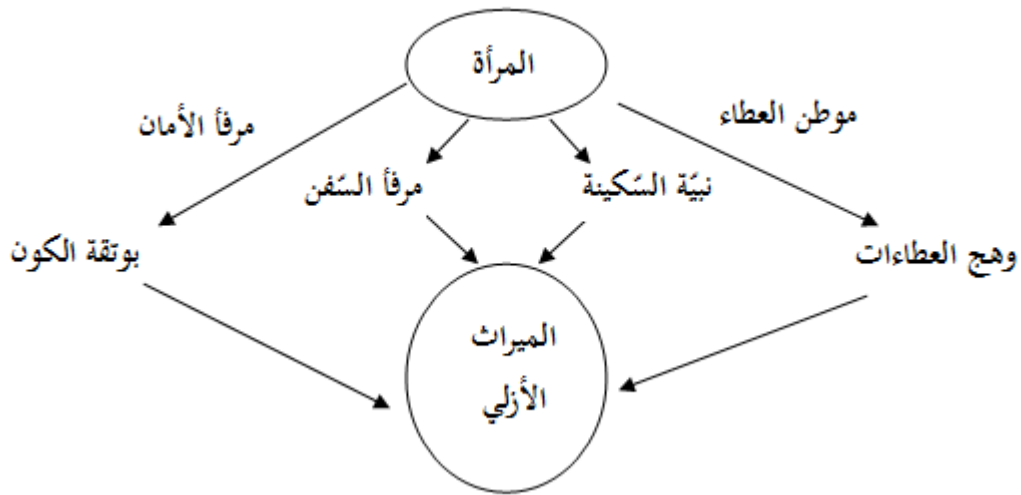 المرأة
موطن العطاء
مرفأ الأمان
نبيّة السّكينة
مرفأ السّفن
وهج العطاءات
بوتقة الكون
الميراث
الأزلي